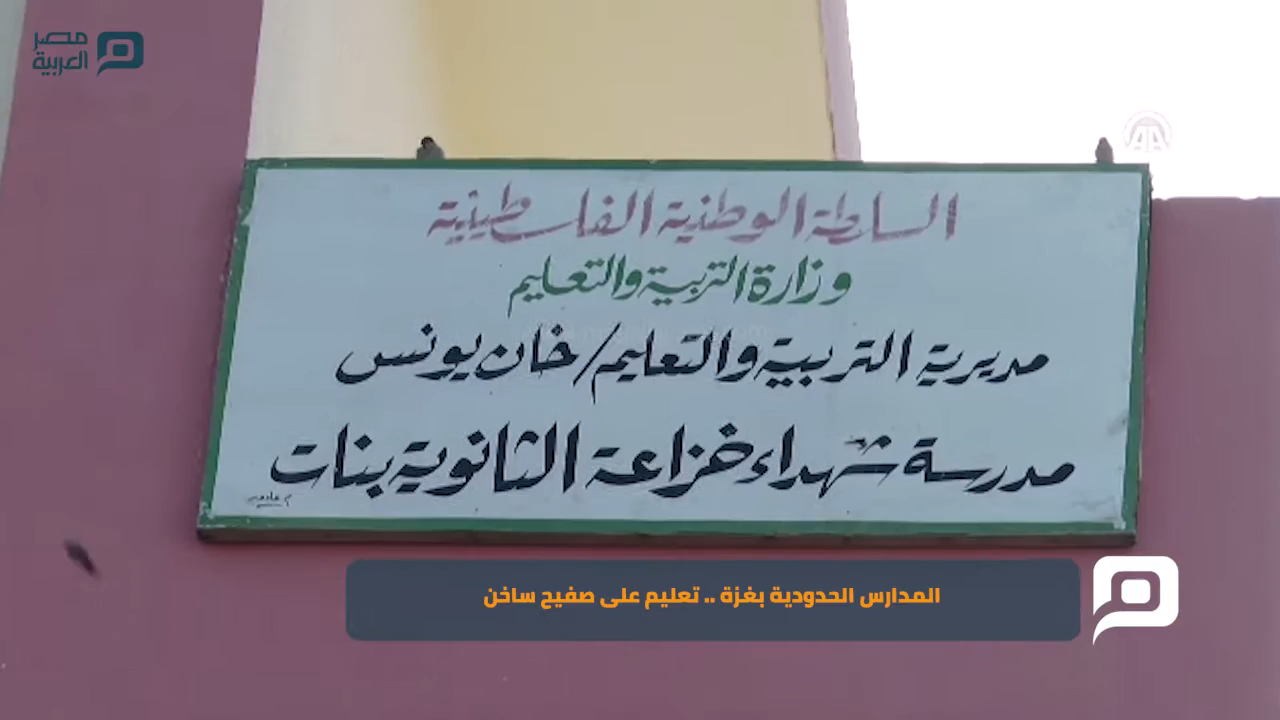 مصر
العربية
السلطة الوطنية الفلسطينية
وزارة التربية والتعليم
مديرية التربية والتعليم/خان يونس
مدرسة شهداء خزاعة الثانوية بنات
المدارس الحدودية بغزة .. تعليم على صفيح ساخن